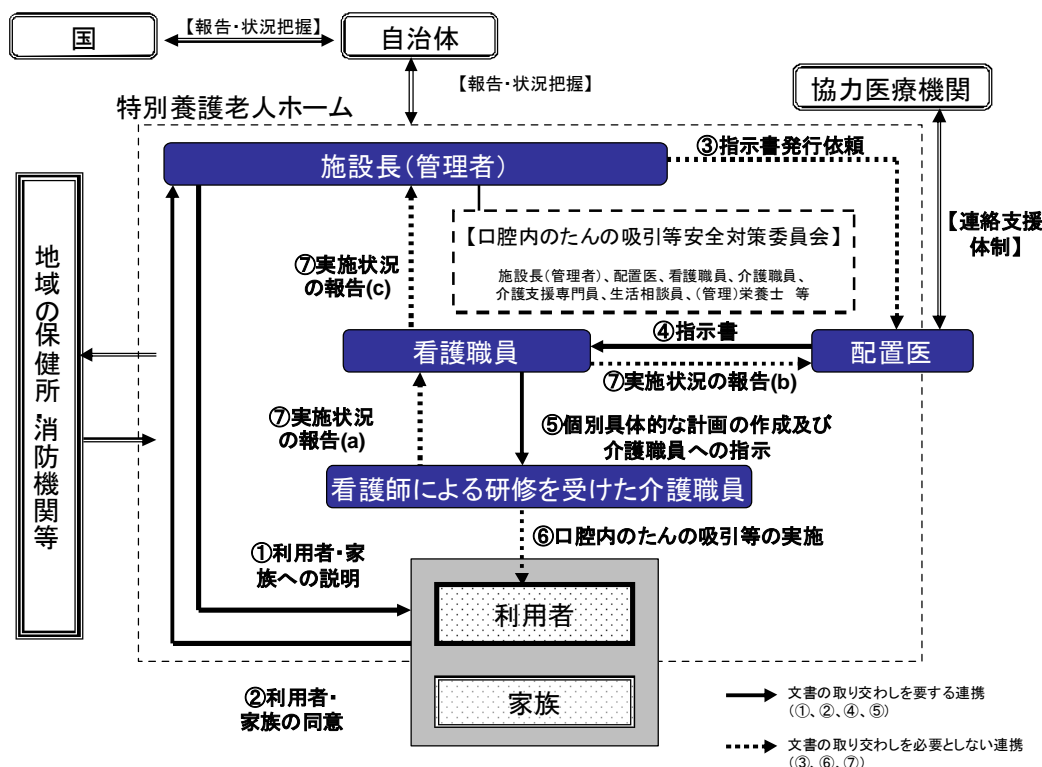 国
【報告・状況把握】
自治体
【報告・状況把握】
協力医療機関
特別養護老人ホーム
③指示書発行依頼
施設長(管理者)
【口腔内のたんの吸引等安全対策委員会】
施設長(管理者)、配置医、看護職員、介護職員、
介護支援専門員、生活相談員、(管理)栄養士 等
【連絡支援
体制】
地域の保健所・消防機関等
⑦実施状況
の報告(c)
④指示書
看護職員
配置医
⑦実施状況の報告(b)
⑦実施状況
の報告(a)
⑤個別具体的な計画の作成及び
介護職員への指示
看護師による研修を受けた介護職員
⑥口腔内のたんの吸引等の実施
①利用者・家
族への説明
利用者
②利用者・
家族の同意
家族
文書の取り交わしを要する連携
(①、②、④、⑤)
文書の取り交わしを必要としない連携
(③、⑥、⑦)